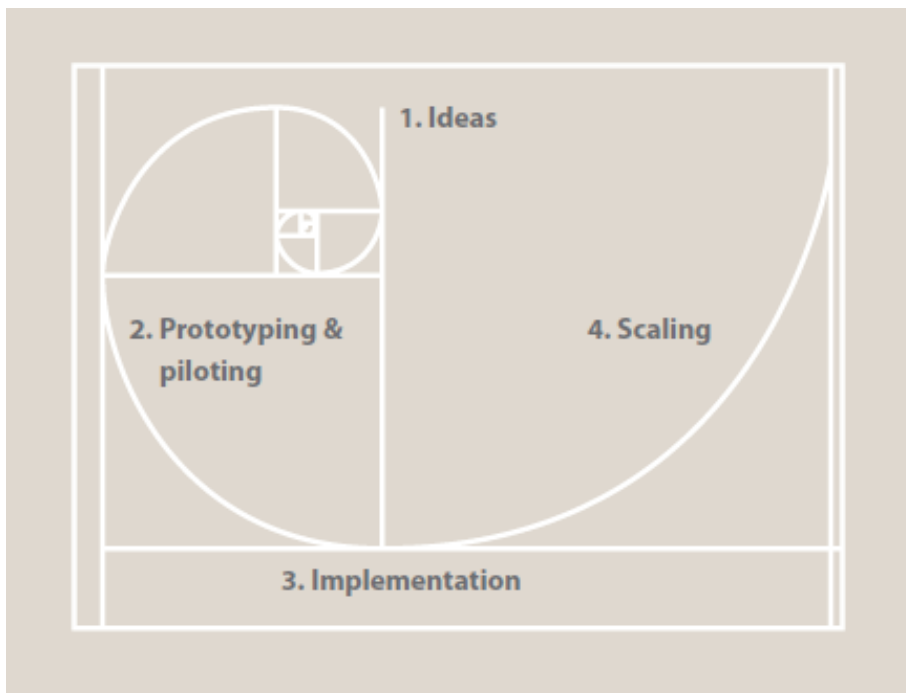 1. Ideas
2. Prototyping &
piloting
4. Scaling
3. Implementation